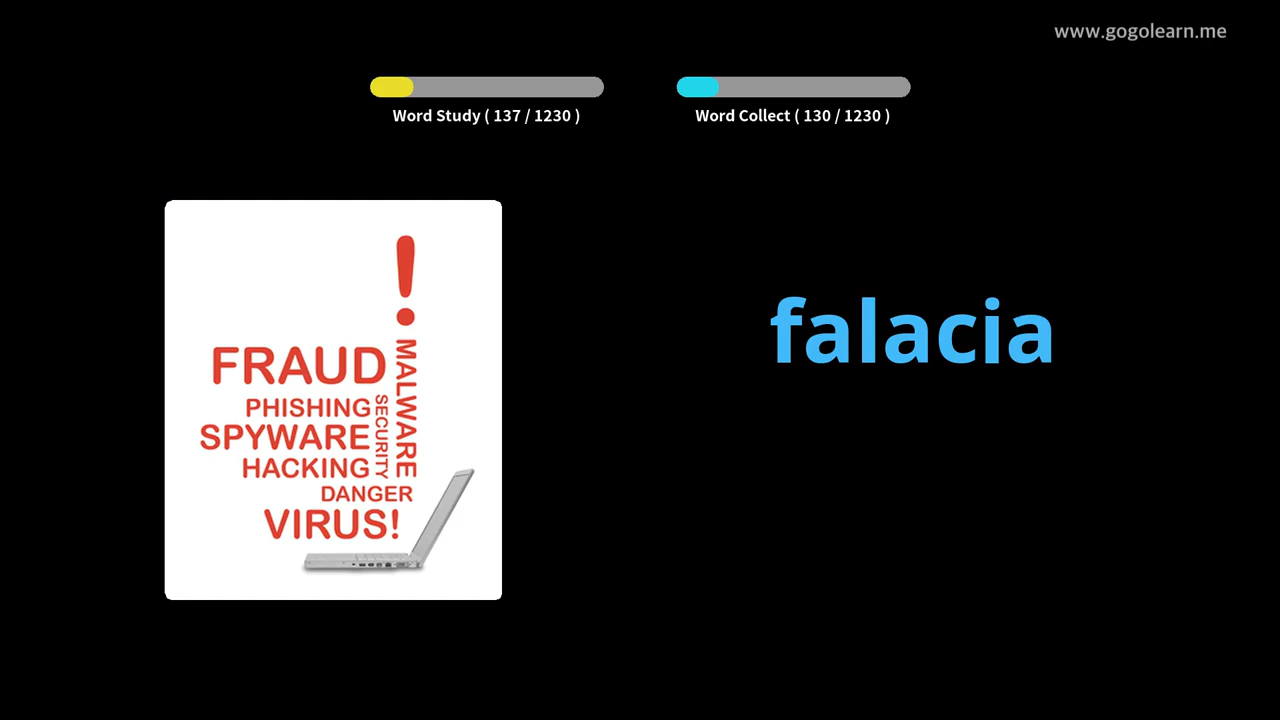 www.gogolearn.me
Word Study ( 137 / 1230 )
Word Collect ( 130 / 1230 )
!
FRAUD
PHISHING
SPYWARE
HACKING
DANGER
VIRUS!
SECURITY
MALWARE
falacia